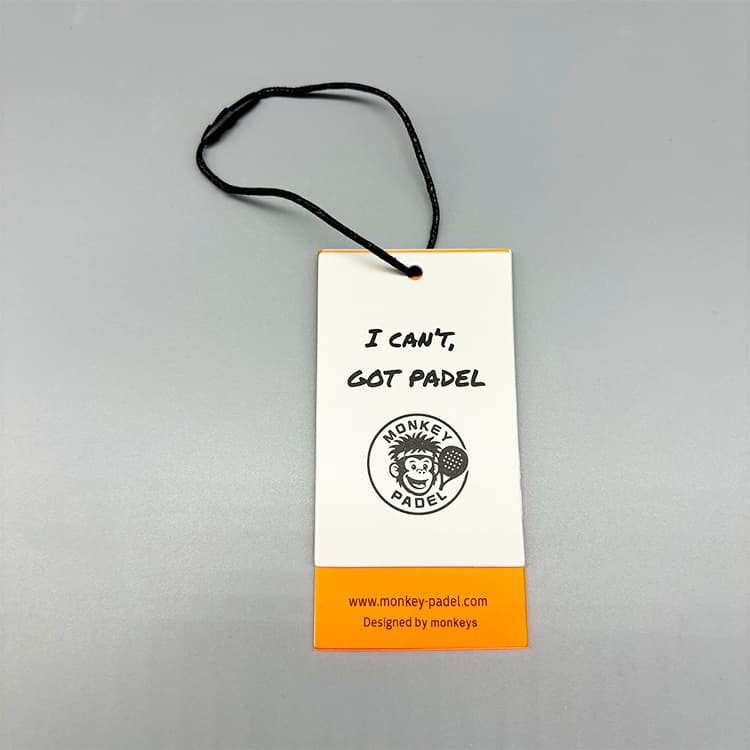 I CAN'T,
GOT PADEL
MONKEY
PADEL
www.monkey-padel.com
Designed by monkeys